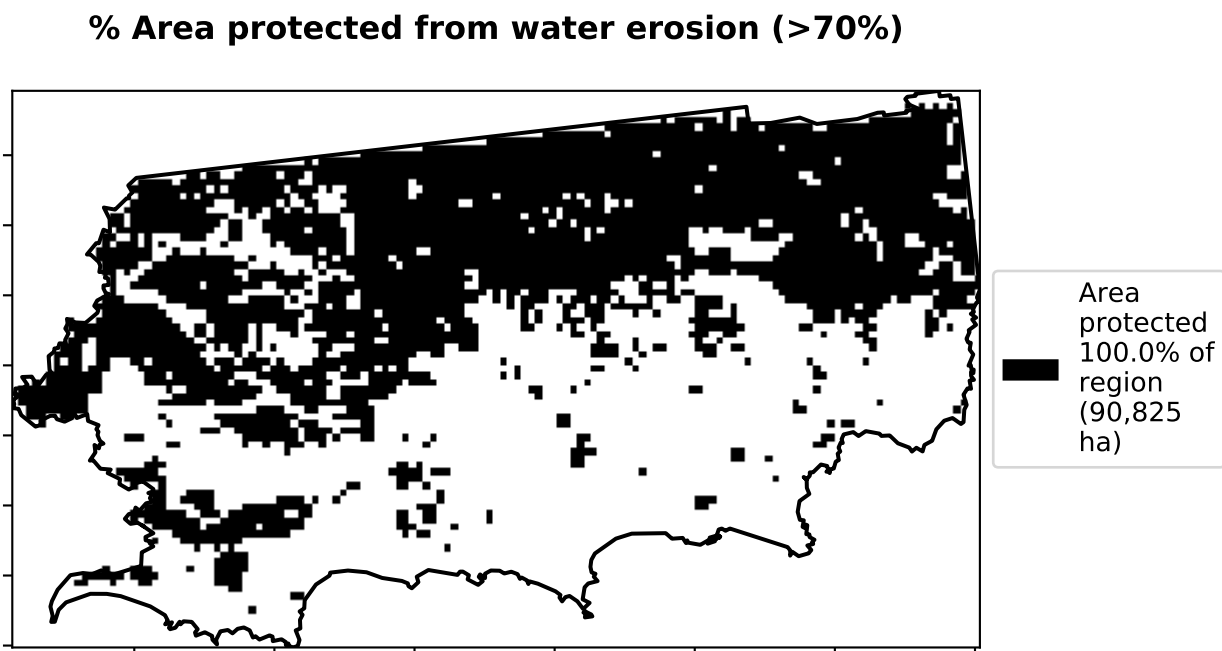 % Area protected from water erosion (>70%)
Area
protected
100.0% of
region
(90,825
ha)